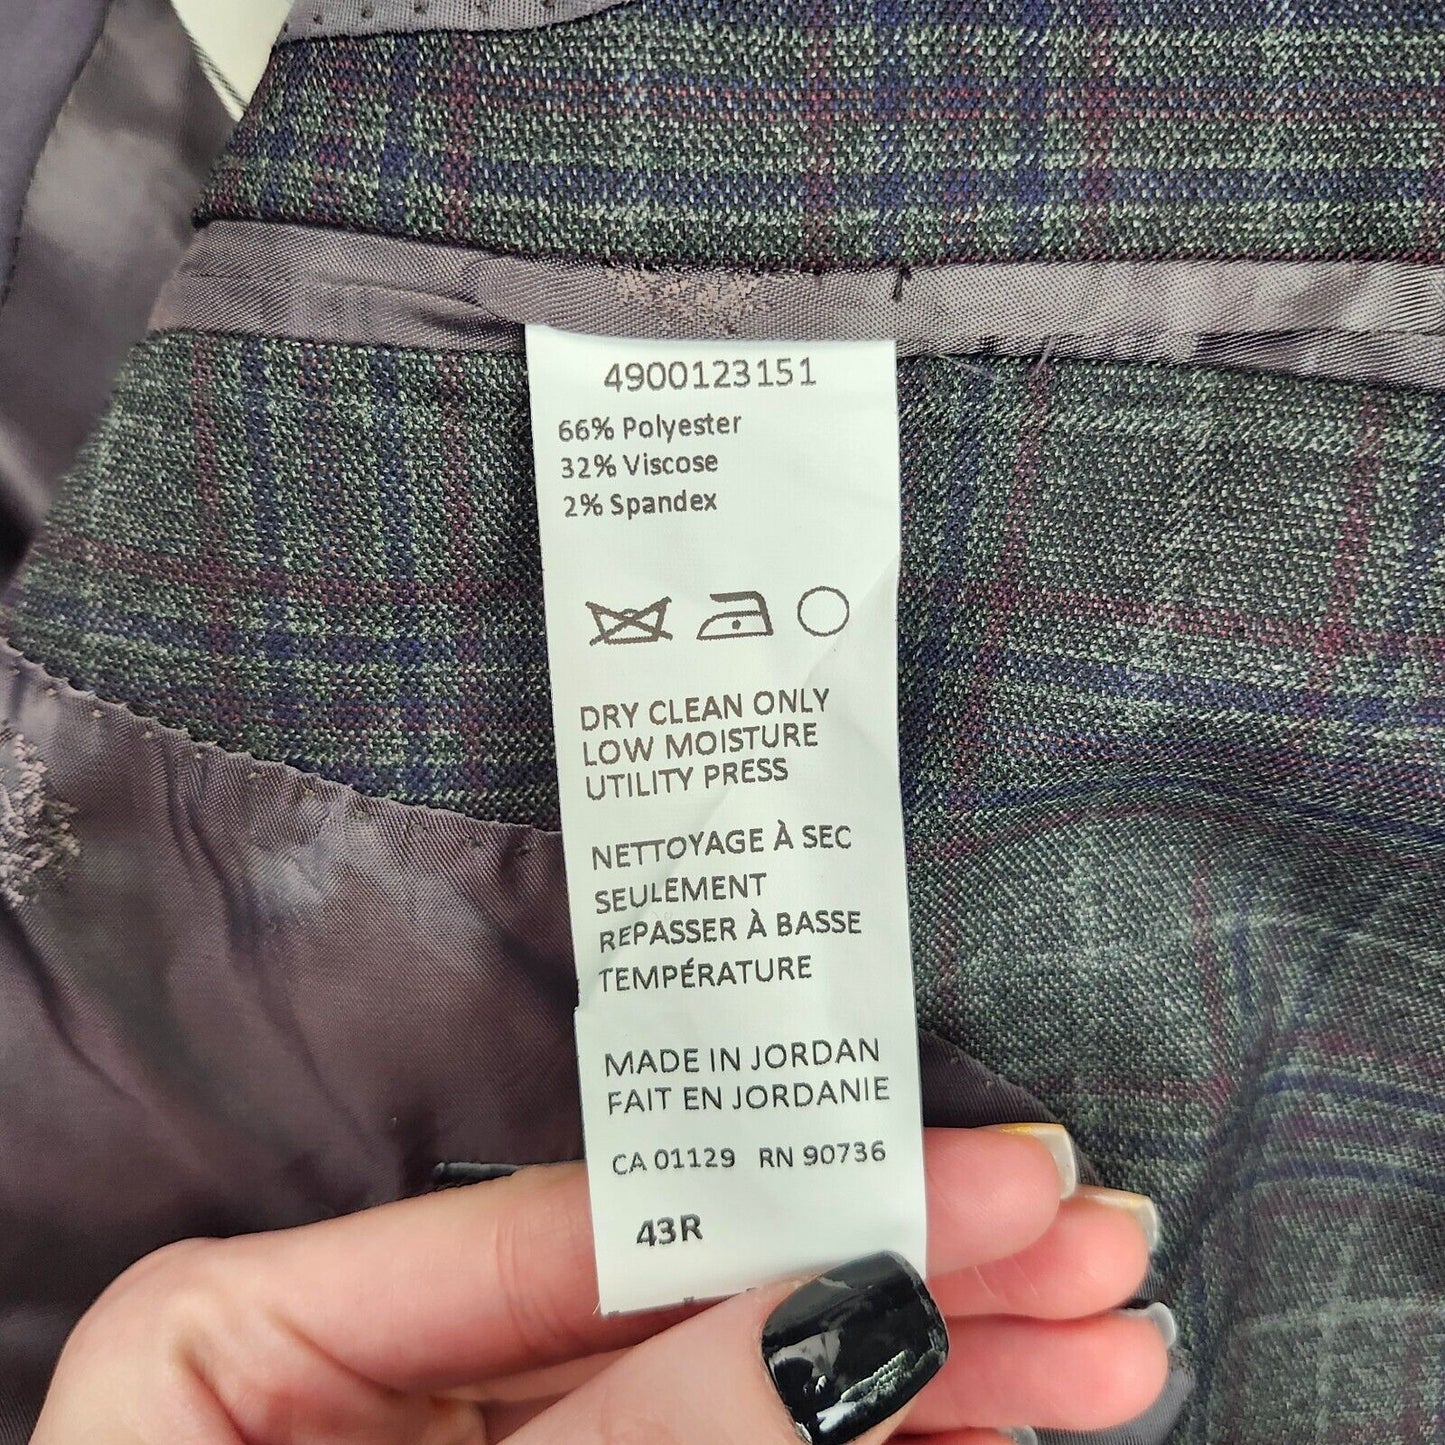 4900123151
66% Polyester
32% Viscose
2% Spandex
DRY CLEAN ONLY
LOW MOISTURE
UTILITY PRESS
NETTOYAGE À SEC
SEULEMENT
REPASSER À BASSE
TEMPÉRATURE
MADE IN JORDAN
FAIT EN JORDANIE
CA 01129 RN 90736
43R